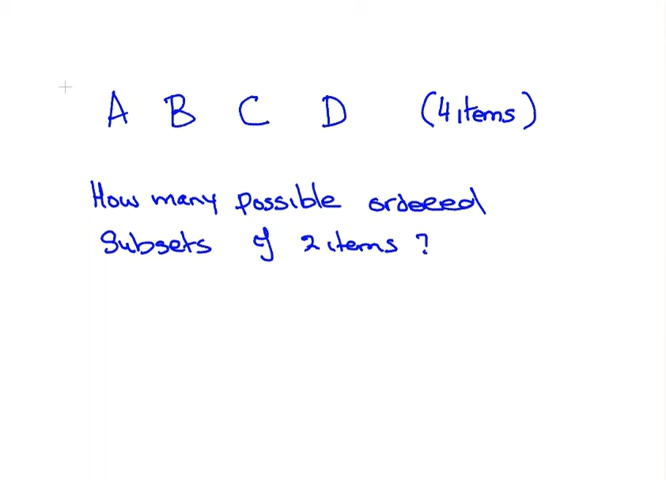 A B C D (4 items)
How many possible ordered
Subsets of 2 items ?